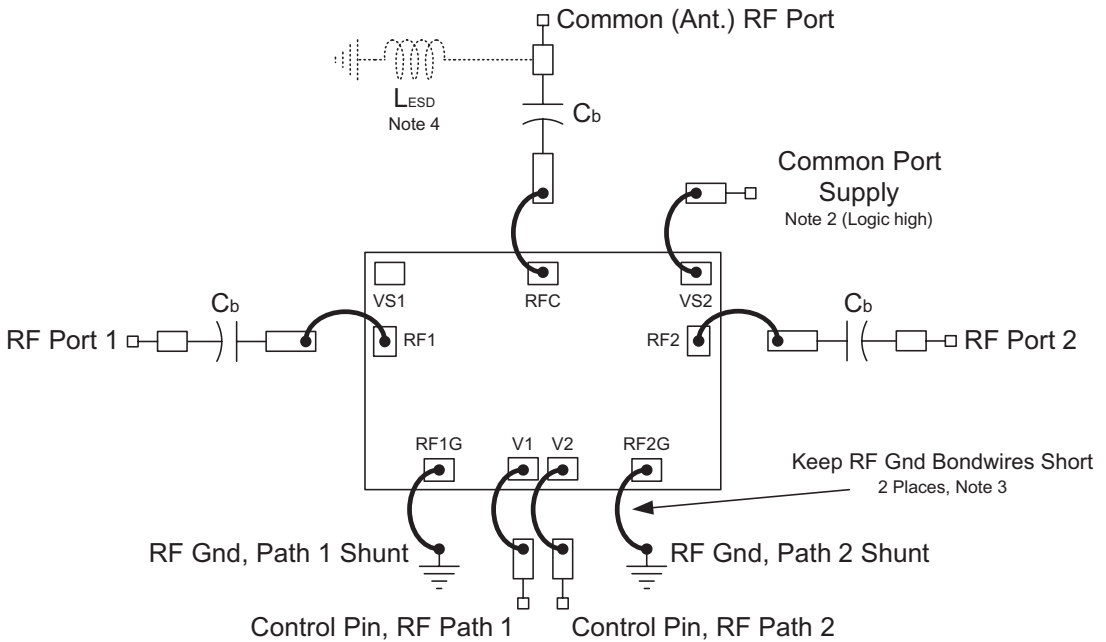 Common (Ant.) RF Port
LESD
Note 4
Cb
Common Port
Supply
Note 2 (Logic high)
VS1
RFC
VS2
Cb
Cb
RF Port 1
RF1
RF2
RF Port 2
RF1G
V1
V2
RF2G
Keep RF Gnd Bondwires Short
2 Places, Note 3
RF Gnd, Path 1 Shunt
RF Gnd, Path 2 Shunt
Control Pin, RF Path 1
Control Pin, RF Path 2